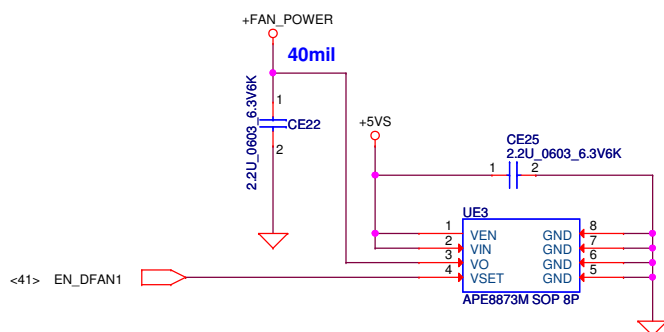 +FAN_POWER
40mil
1
CE22
2
2.2U_0603_6.3V6K
+5VS
CE25
2.2U_0603_6.3V6K
1 2
UE3
1 VEN GND 8
2 VIN GND 7
3 VO GND 6
4 VSET GND 5
APE8873M SOP 8P
<41> EN_DFAN1